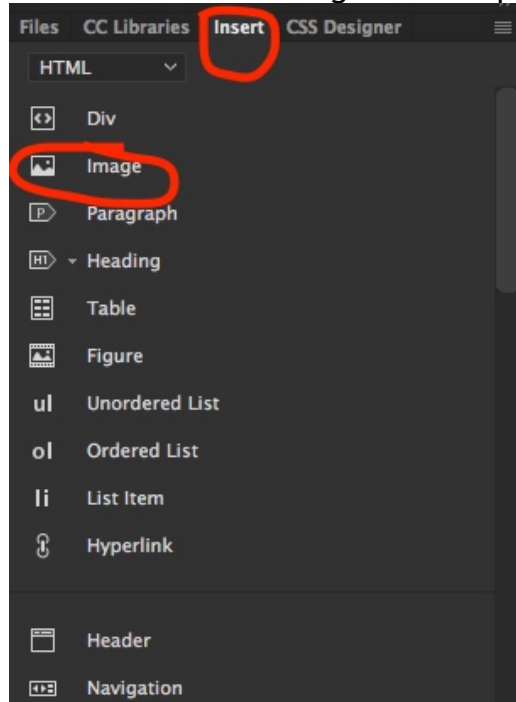 Files CC Libraries Insert CSS Designer
HTML
Div
Image
P Paragraph
H1 Heading
Table
Figure
ul Unordered List
ol Ordered List
li List Item
Hyperlink
Header
Navigation